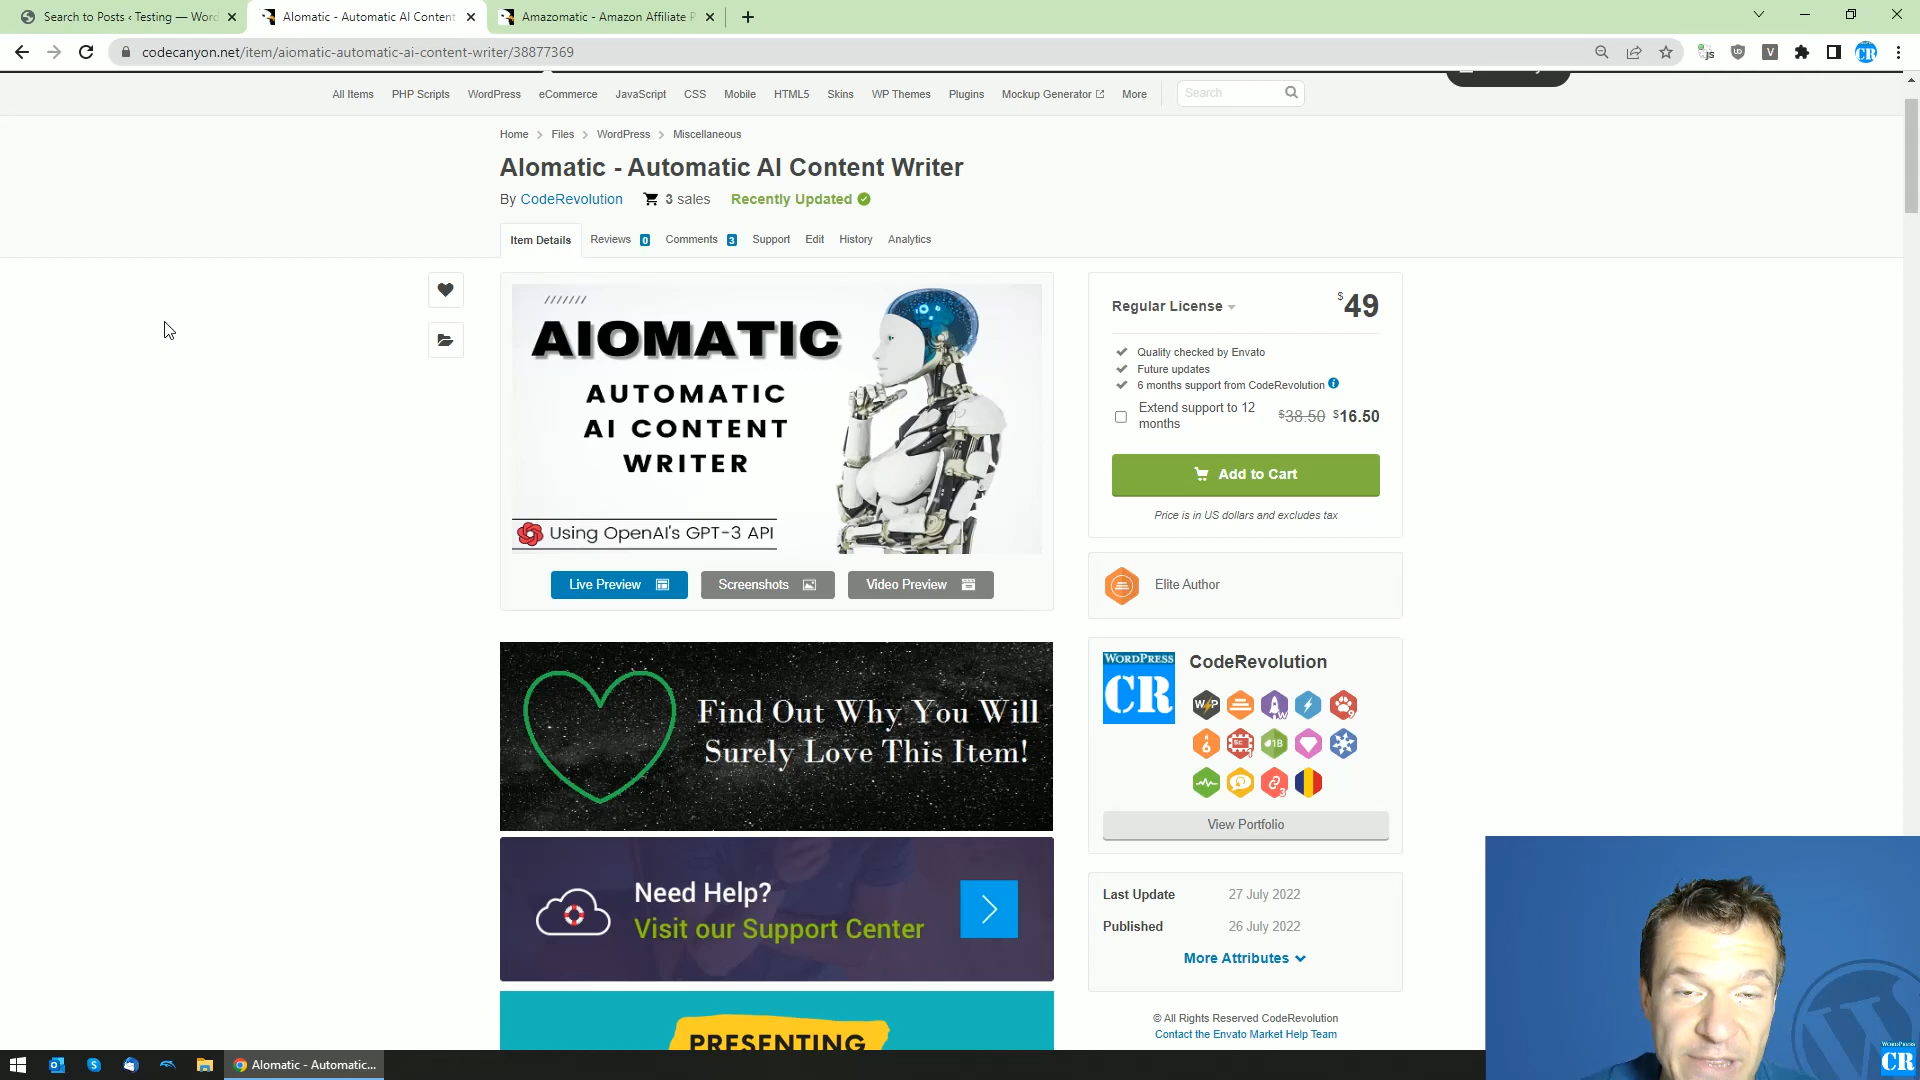 Search to Posts ‹ Testing — Wor
AIomatic - Automatic AI Content
Amazomatic - Amazon Affiliate P
codecanyon.net/item/aiomatic-automatic-ai-content-writer/38877369
All Items PHP Scripts WordPress eCommerce JavaScript CSS Mobile HTML5 Skins WP Themes Plugins Mockup Generator More Search
Home Files WordPress Miscellaneous
AIomatic - Automatic AI Content Writer
By CodeRevolution 3 sales Recently Updated
Item Details Reviews 0 Comments 3 Support Edit History Analytics
AIOMATIC
AUTOMATIC
AI CONTENT
WRITER
Using OpenAI's GPT-3 API
Live Preview Screenshots Video Preview
Find Out Why You Will
Surely Love This Item!
Need Help?
Visit our Support Center
PRESENTING
Regular License $49
Quality checked by Envato
Future updates
6 months support from CodeRevolution
Extend support to 12 months $38.50 $16.50
Add to Cart
Price is in US dollars and excludes tax
Elite Author
WORDPRESS
CR
CodeRevolution
View Portfolio
Last Update 27 July 2022
Published 26 July 2022
More Attributes
© All Rights Reserved CodeRevolution
Contact the Envato Market Help Team
AIomatic - Automatic...
WORDPRESS
CR